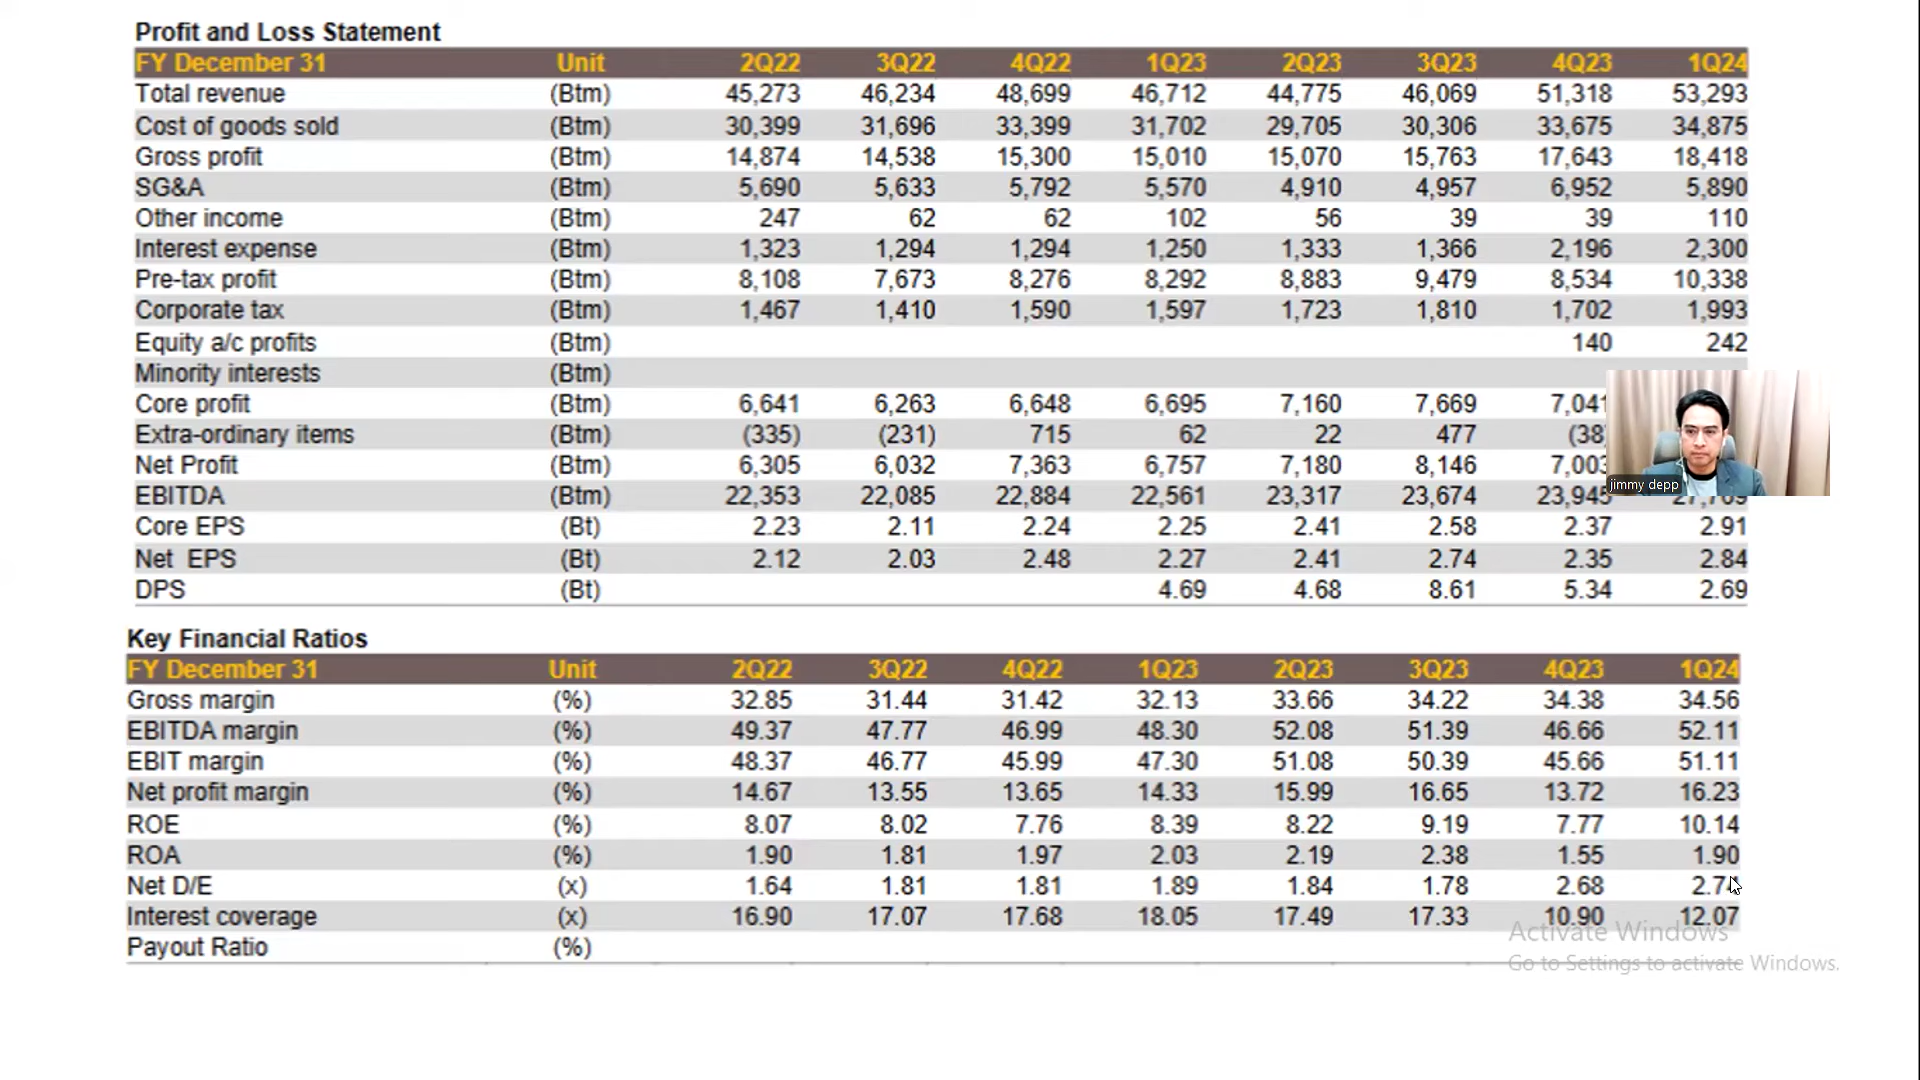 Profit and Loss Statement
FY December 31 Unit 2Q22 3Q22 4Q22 1Q23 2Q23 3Q23 4Q23 1Q24
Total revenue (Btm) 45,273 46,234 48,699 46,712 44,775 46,069 51,318 53,293
Cost of goods sold (Btm) 30,399 31,696 33,399 31,702 29,705 30,306 33,675 34,875
Gross profit (Btm) 14,874 14,538 15,300 15,010 15,070 15,763 17,643 18,418
SG&A (Btm) 5,690 5,633 5,792 5,570 4,910 4,957 6,952 5,890
Other income (Btm) 247 62 62 102 56 39 39 110
Interest expense (Btm) 1,323 1,294 1,294 1,250 1,333 1,366 2,196 2,300
Pre-tax profit (Btm) 8,108 7,673 8,276 8,292 8,883 9,479 8,534 10,338
Corporate tax (Btm) 1,467 1,410 1,590 1,597 1,723 1,810 1,702 1,993
Equity a/c profits (Btm) 140 242
Minority interests (Btm)
Core profit (Btm) 6,641 6,263 6,648 6,695 7,160 7,669 7,041
Extra-ordinary items (Btm) (335) (231) 715 62 22 477 (38)
Net Profit (Btm) 6,305 6,032 7,363 6,757 7,180 8,146 7,003
jimmy depp
EBITDA (Btm) 22,353 22,085 22,884 22,561 23,317 23,674 23,945
Core EPS (Bt) 2.23 2.11 2.24 2.25 2.41 2.58 2.37 2.91
Net EPS (Bt) 2.12 2.03 2.48 2.27 2.41 2.74 2.35 2.84
DPS (Bt) 4.69 4.68 8.61 5.34 2.69
Key Financial Ratios
FY December 31 Unit 2Q22 3Q22 4Q22 1Q23 2Q23 3Q23 4Q23 1Q24
Gross margin (%) 32.85 31.44 31.42 32.13 33.66 34.22 34.38 34.56
EBITDA margin (%) 49.37 47.77 46.99 48.30 52.08 51.39 46.66 52.11
EBIT margin (%) 48.37 46.77 45.99 47.30 51.08 50.39 45.66 51.11
Net profit margin (%) 14.67 13.55 13.65 14.33 15.99 16.65 13.72 16.23
ROE (%) 8.07 8.02 7.76 8.39 8.22 9.19 7.77 10.14
ROA (%) 1.90 1.81 1.97 2.03 2.19 2.38 1.55 1.90
Net D/E (x) 1.64 1.81 1.81 1.89 1.84 1.78 2.68
Interest coverage (x) 16.90 17.07 17.68 18.05 17.49 17.33 10.90 12.07
Payout Ratio (%)
Activate Windows
Go to Settings to activate Windows.